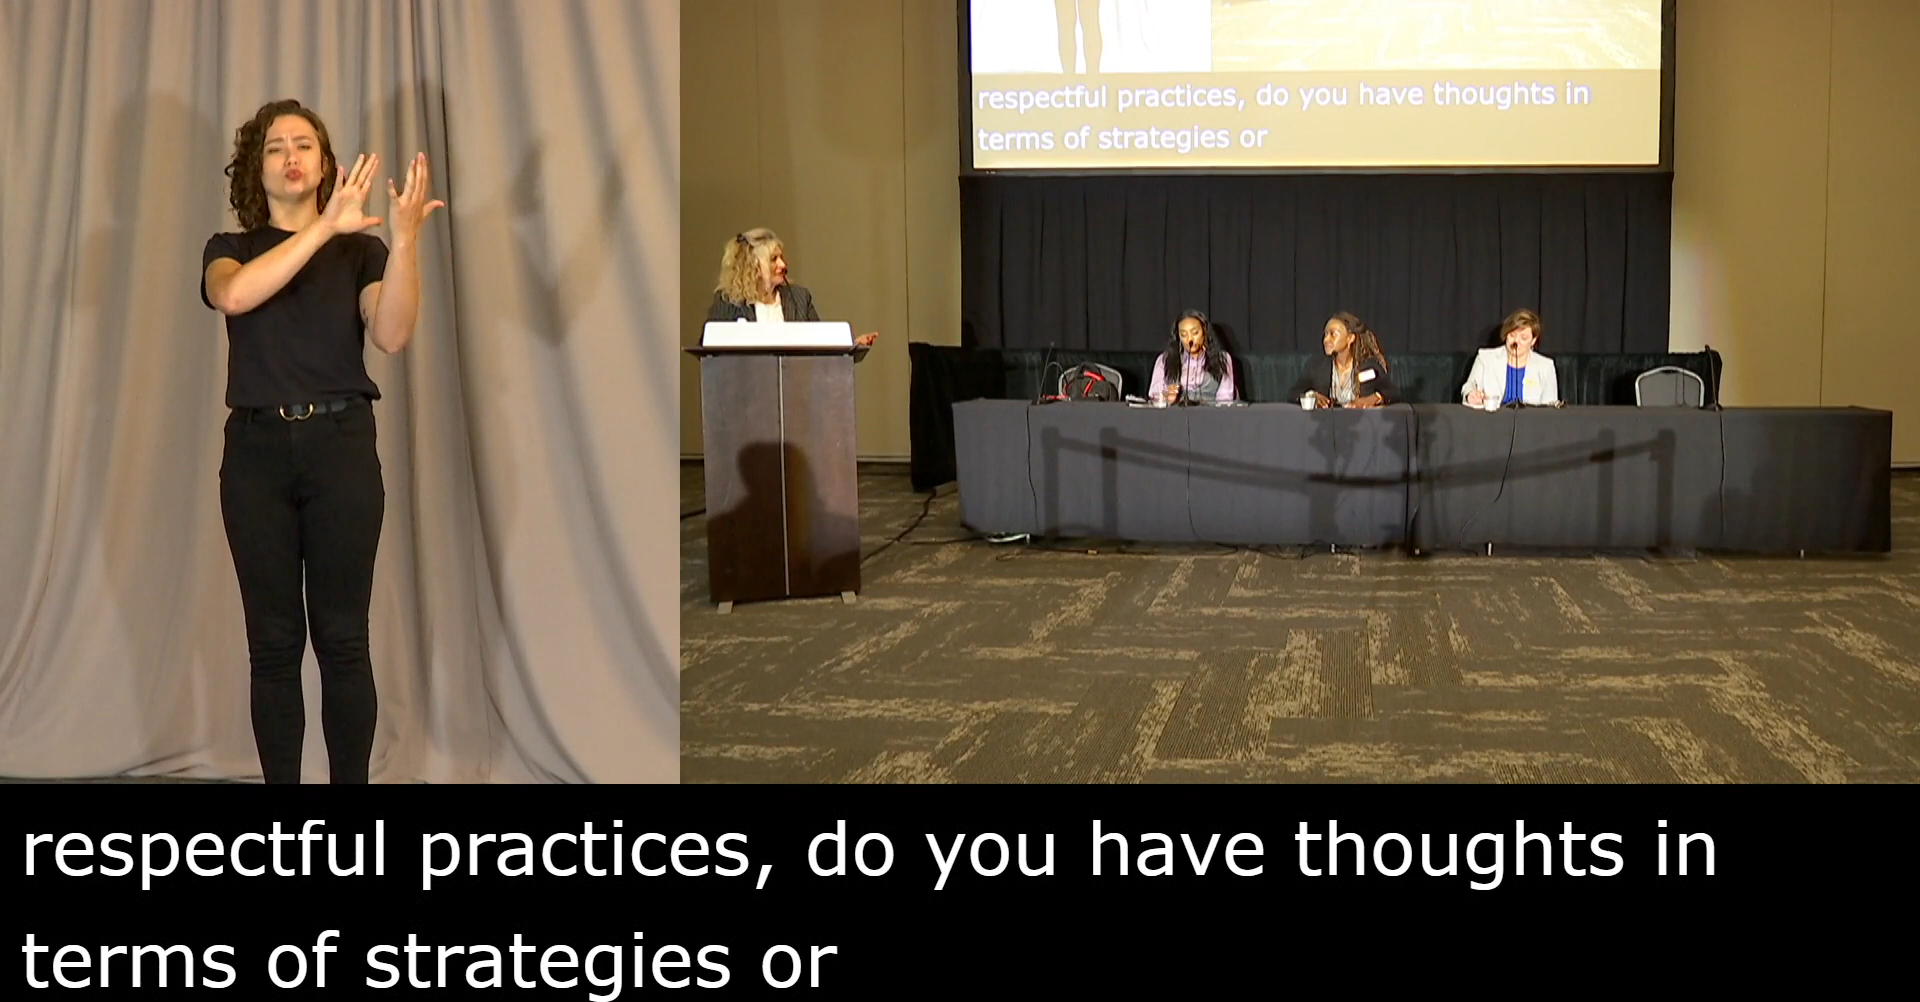 respectful practices, do you have thoughts in
terms of strategies or
respectful practices, do you have thoughts in
terms of strategies or